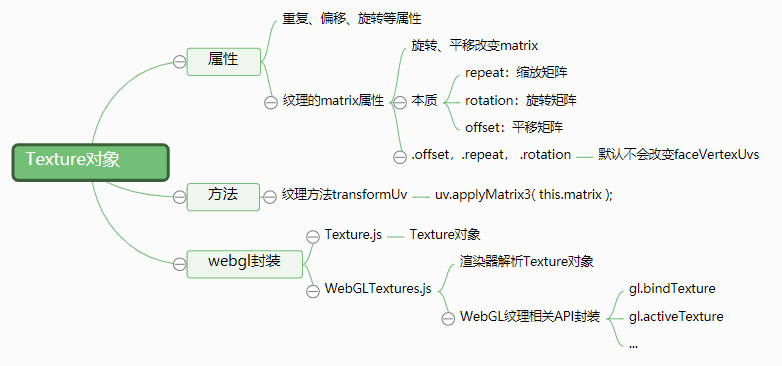 Texture对象
属性
重复、偏移、旋转等属性
纹理的matrix属性
旋转、平移改变matrix
本质
repeat：缩放矩阵
rotation：旋转矩阵
offset：平移矩阵
.offset，.repeat， .rotation
默认不会改变faceVertexUvs
方法
纹理方法transformUv
uv.applyMatrix3( this.matrix );
webgl封装
Texture.js
Texture对象
WebGLTextures.js
渲染器解析Texture对象
WebGL纹理相关API封装
gl.bindTexture
gl.activeTexture
...